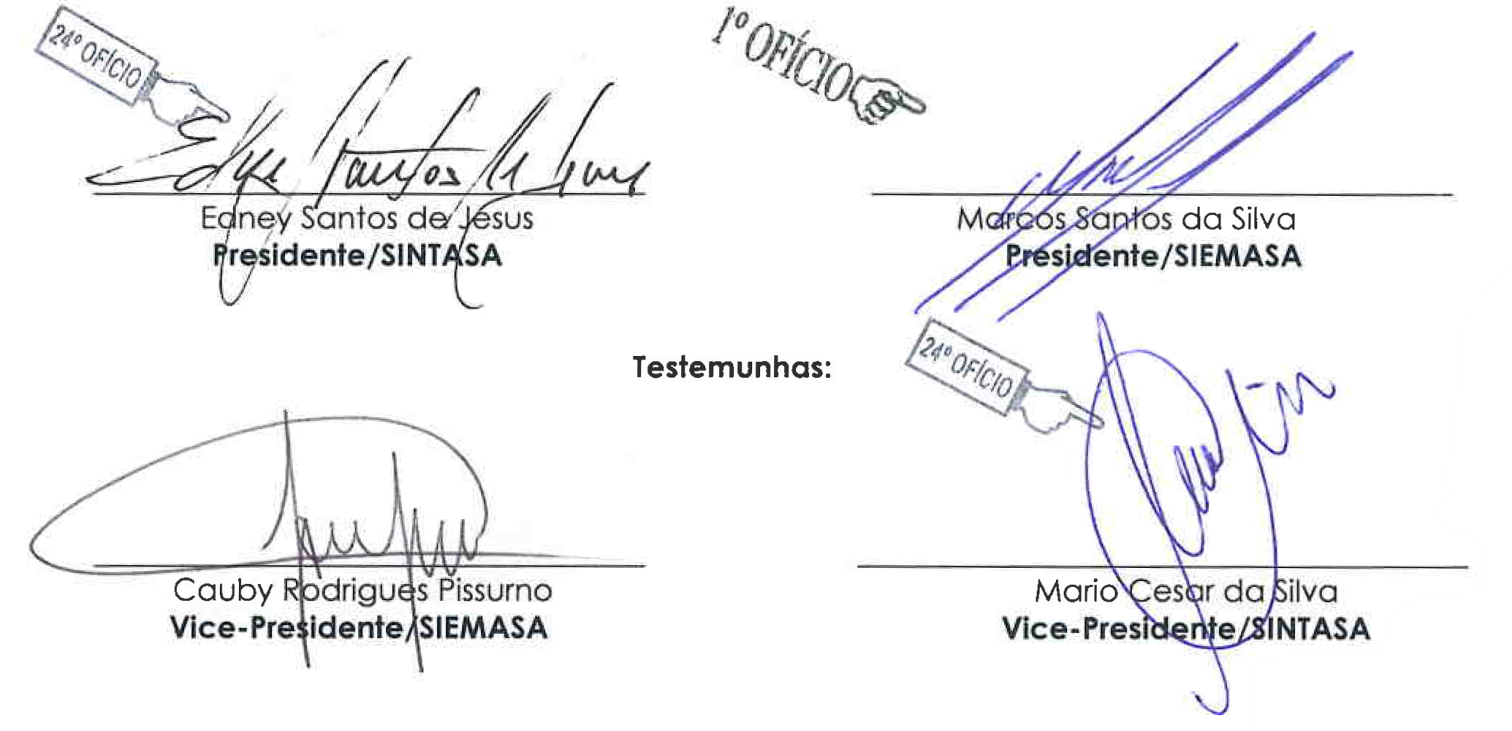 24º OFÍCIO
1º OFÍCIO
Edney Santos de Jesus
Presidente/SINTASA
Marcos Santos da Silva
Presidente/SIEMASA
Testemunhas:
24º OFÍCIO
Cauby Rodrigues Pissurno
Vice-Presidente/SIEMASA
Mario Cesar da Silva
Vice-Presidente/SINTASA